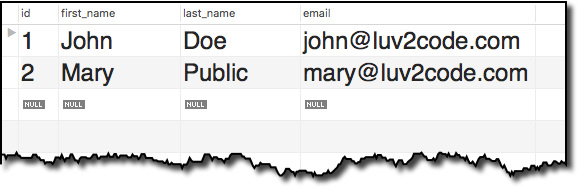 id first_name last_name email
1 John Doe john@luv2code.com
2 Mary Public mary@luv2code.com
NULL NULL NULL NULL